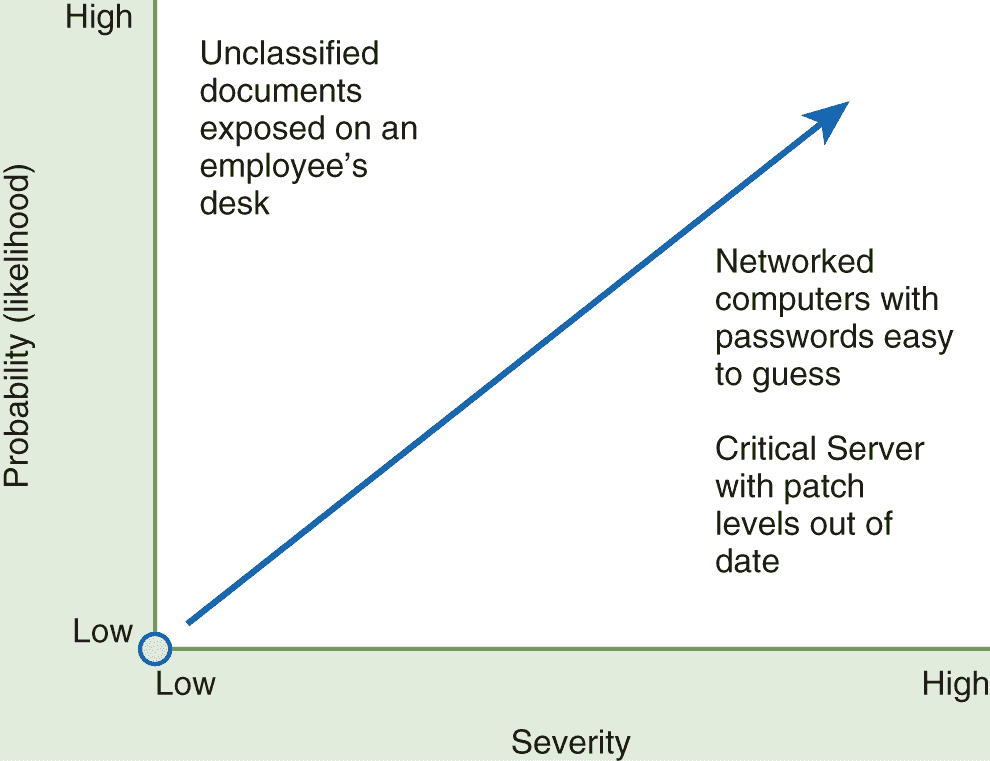 High
Unclassified
documents
exposed on an
employee’s
desk
Probability (likelihood)
Networked
computers with
passwords easy
to guess
Critical Server
with patch
levels out of
date
Low
Low
High
Severity